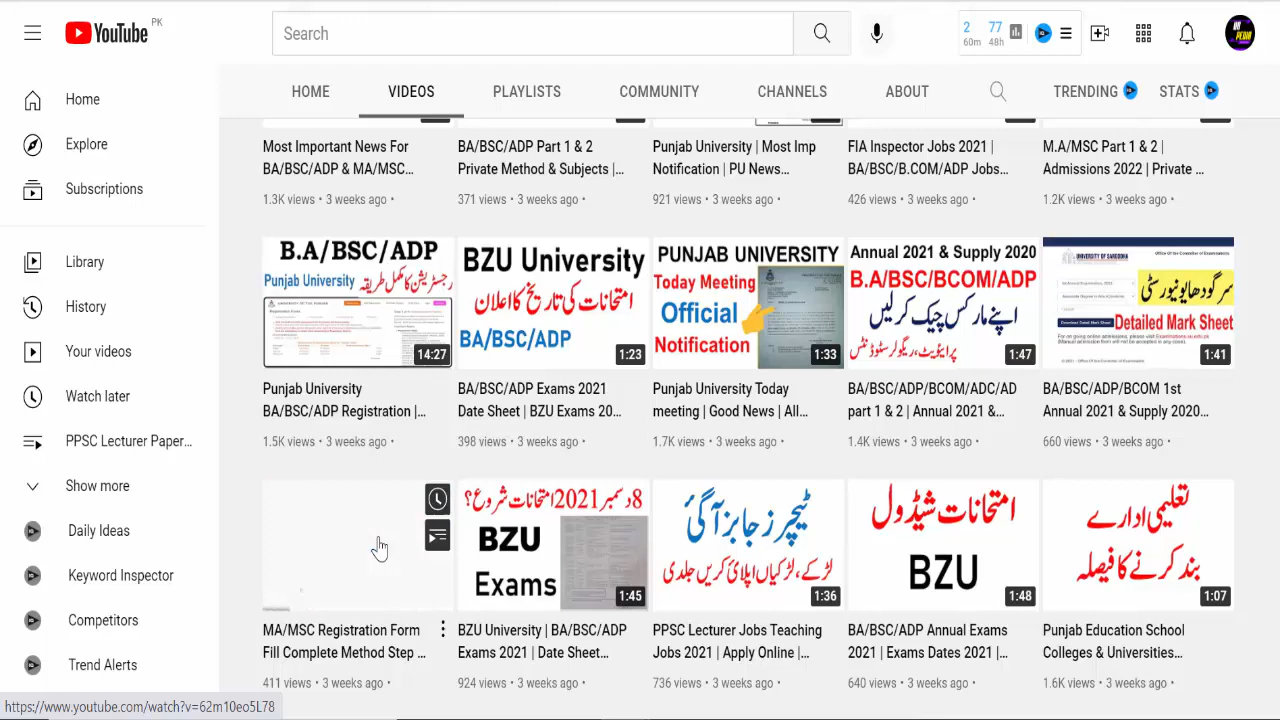 YouTube PK
Search
2 77
60m 48h
HOME VIDEOS PLAYLISTS COMMUNITY CHANNELS ABOUT TRENDING STATS
Home
Explore
Subscriptions
Library
History
Your videos
Watch later
PPSC Lecturer Paper...
Show more
Daily Ideas
Keyword Inspector
Competitors
Trend Alerts
Most Important News For
BA/BSC/ADP & MA/MSC...
1.3K views • 3 weeks ago •
BA/BSC/ADP Part 1 & 2
Private Method & Subjects |...
371 views • 3 weeks ago •
Punjab University | Most Imp
Notification | PU News...
921 views • 3 weeks ago •
FIA Inspector Jobs 2021 |
BA/BSC/B.COM/ADP Jobs...
426 views • 3 weeks ago •
M.A/MSC Part 1 & 2 |
Admissions 2022 | Private ...
1.2K views • 3 weeks ago •
B.A/BSC/ADP
Punjab University رجسٹریشن کا مکمل طریقہ
14:27
Punjab University
BA/BSC/ADP Registration |...
1.5K views • 3 weeks ago •
BZU University
امتحانات کی تاریخ کا اعلان
BA/BSC/ADP
1:23
BA/BSC/ADP Exams 2021
Date Sheet | BZU Exams 20...
398 views • 3 weeks ago •
PUNJAB UNIVERSITY
Today Meeting
Official
Notification
1:33
Punjab University Today
meeting | Good News | All...
1.7K views • 3 weeks ago •
Annual 2021 & Supply 2020
B.A/BSC/BCOM/ADP
اپنے مارکس چیک کر لیں
پرائیویٹ ریگولر سٹوڈنٹس
1:47
BA/BSC/ADP/BCOM/ADC/AD
part 1 & 2 | Annual 2021 &...
1.4K views • 3 weeks ago •
UNIVERSITY OF SARGODHA
سرگودھا یونیورسٹی
Detailed Mark Sheet
1:41
BA/BSC/ADP/BCOM 1st
Annual 2021 & Supply 2020...
660 views • 3 weeks ago •
MA/MSC Registration Form
Fill Complete Method Step ...
411 views • 3 weeks ago •
8 دسمبر 2021 امتحانات شروع؟
BZU
Exams
1:45
BZU University | BA/BSC/ADP
Exams 2021 | Date Sheet...
924 views • 3 weeks ago •
ٹیچرز جابز آگئی
لڑکے، لڑکیاں اپلائی کریں جلدی
1:36
PPSC Lecturer Jobs Teaching
Jobs 2021 | Apply Online |...
736 views • 3 weeks ago •
امتحانات شیڈول
BZU
1:48
BA/BSC/ADP Annual Exams
2021 | Exams Dates 2021 |...
640 views • 3 weeks ago •
تعلیمی ادارے
بند کرنے کا فیصلہ
1:07
Punjab Education School
Colleges & Universities...
1.6K views • 3 weeks ago •
https://www.youtube.com/watch?v=62m10eo5L78